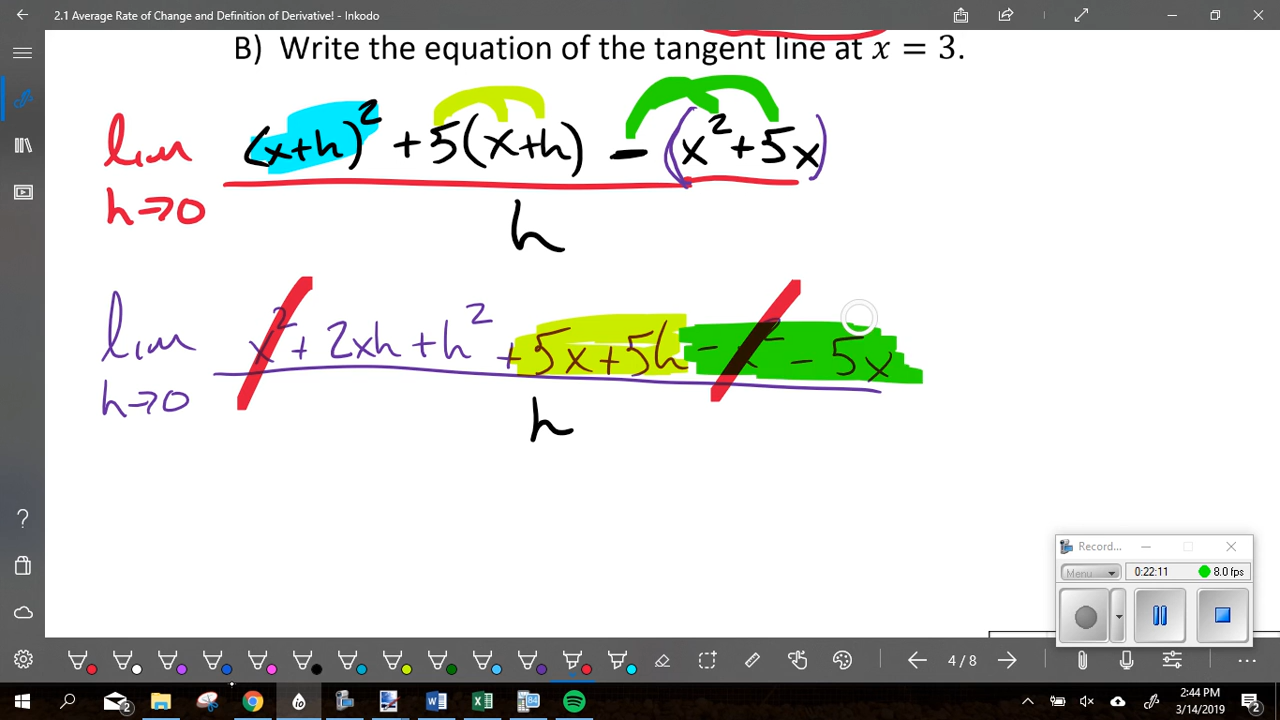 2.1 Average Rate of Change and Definition of Derivative! - Inkodo
B) Write the equation of the tangent line at x = 3.
lim h→0 (x+h)² + 5(x+h) − (x² + 5x)
h
lim h→0 x² + 2xh + h² + 5x + 5h − x² − 5x
h
Record...
Menu
0:22:11
8.0 fps
4 / 8
2:44 PM
3/14/2019
2
2